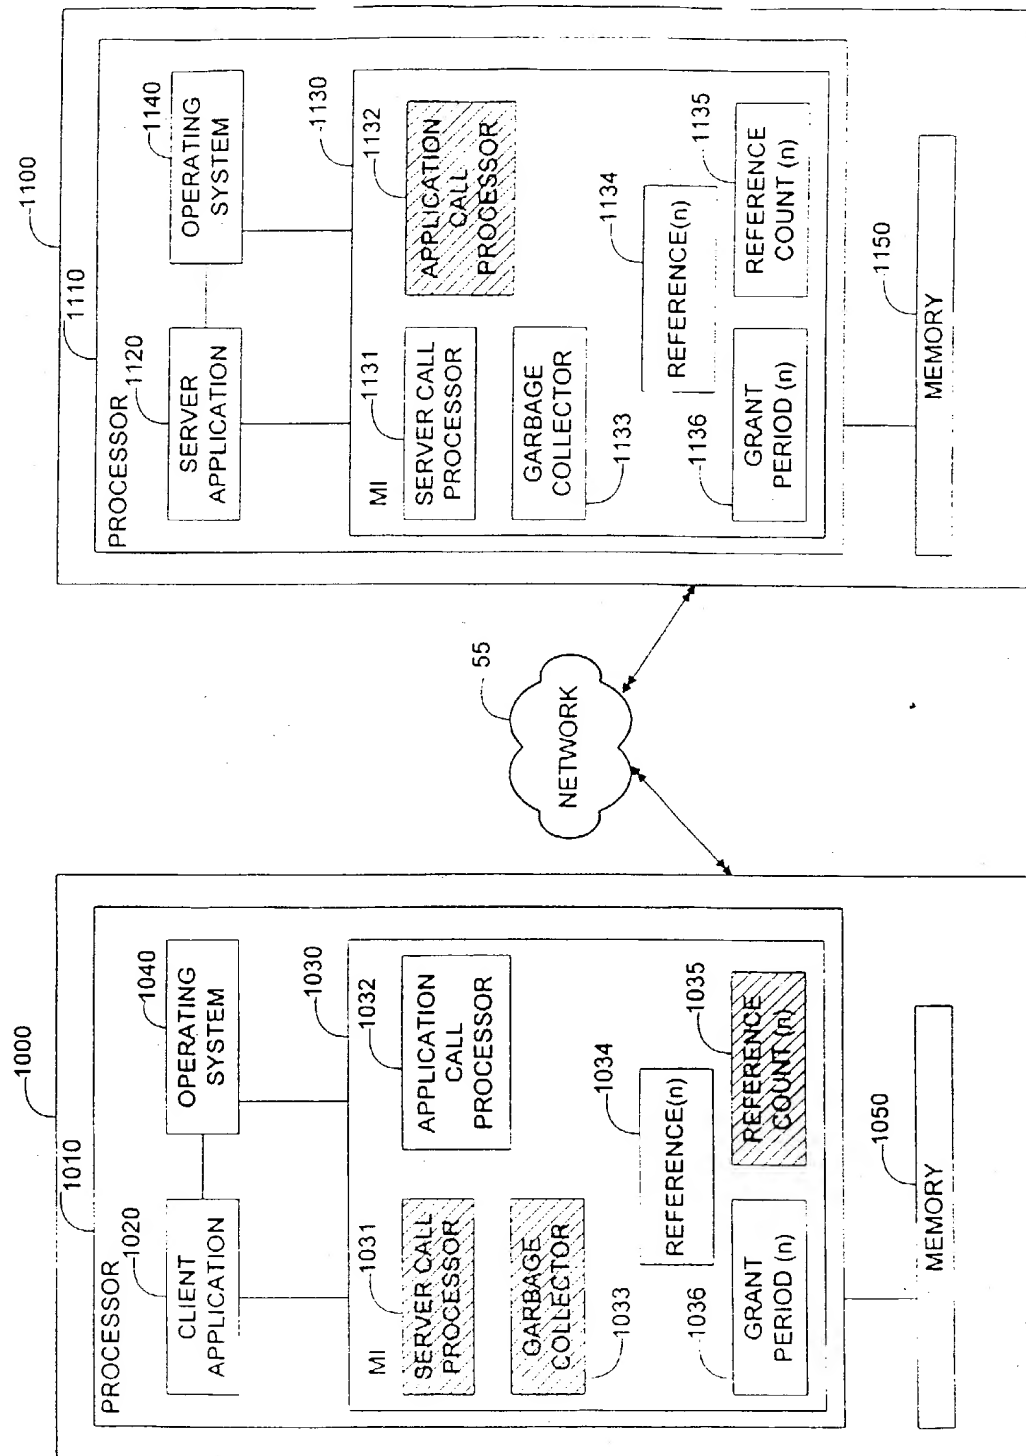 1000
1010
PROCESSOR
1020
CLIENT
APPLICATION
1040
OPERATING
SYSTEM
1030
MI
1031
SERVER CALL
PROCESSOR
1032
APPLICATION
CALL
PROCESSOR
GARBAGE
COLLECTOR
1033
1034
REFERENCE(n)
1035
REFERENCE
COUNT (n)
1036
GRANT
PERIOD (n)
1050
MEMORY
55
NETWORK
1100
1110
PROCESSOR
1120
SERVER
APPLICATION
1140
OPERATING
SYSTEM
1130
MI
1131
SERVER CALL
PROCESSOR
1132
APPLICATION
CALL
PROCESSOR
GARBAGE
COLLECTOR
1133
1134
REFERENCE(n)
1135
REFERENCE
COUNT (n)
1136
GRANT
PERIOD (n)
1150
MEMORY